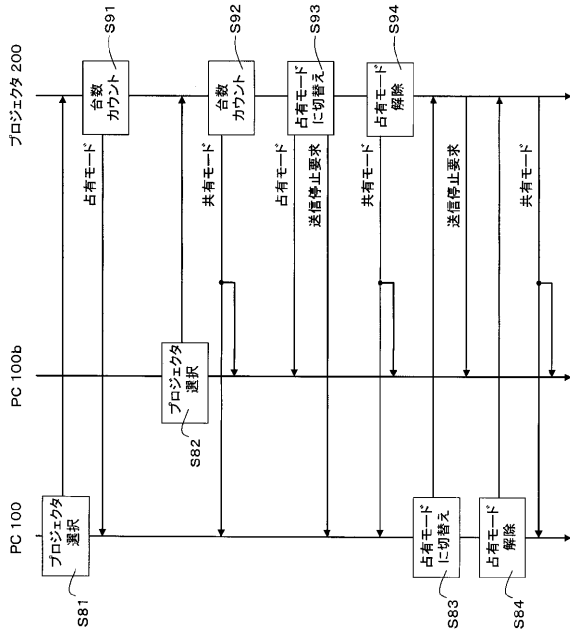 PC 100
PC 100b
プロジェクタ 200
プロジェクタ
選択
S81
台数
カウント
S91
占有モード
プロジェクタ
選択
S82
台数
カウント
S92
共有モード
占有モード
に切替え
S93
占有モード
送信停止要求
占有モード
解除
S94
共有モード
占有モード
に切替え
S83
送信停止要求
占有モード
解除
S84
共有モード